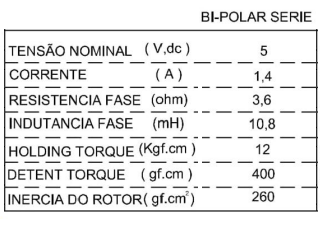 BI-POLAR SERIE
TENSÃO NOMINAL ( V,dc ) 5
CORRENTE ( A ) 1,4
RESISTENCIA FASE (ohm) 3,6
INDUTANCIA FASE (mH) 10,8
HOLDING TORQUE (Kgf.cm ) 12
DETENT TORQUE ( gf.cm ) 400
INERCIA DO ROTOR( gf.cm²) 260